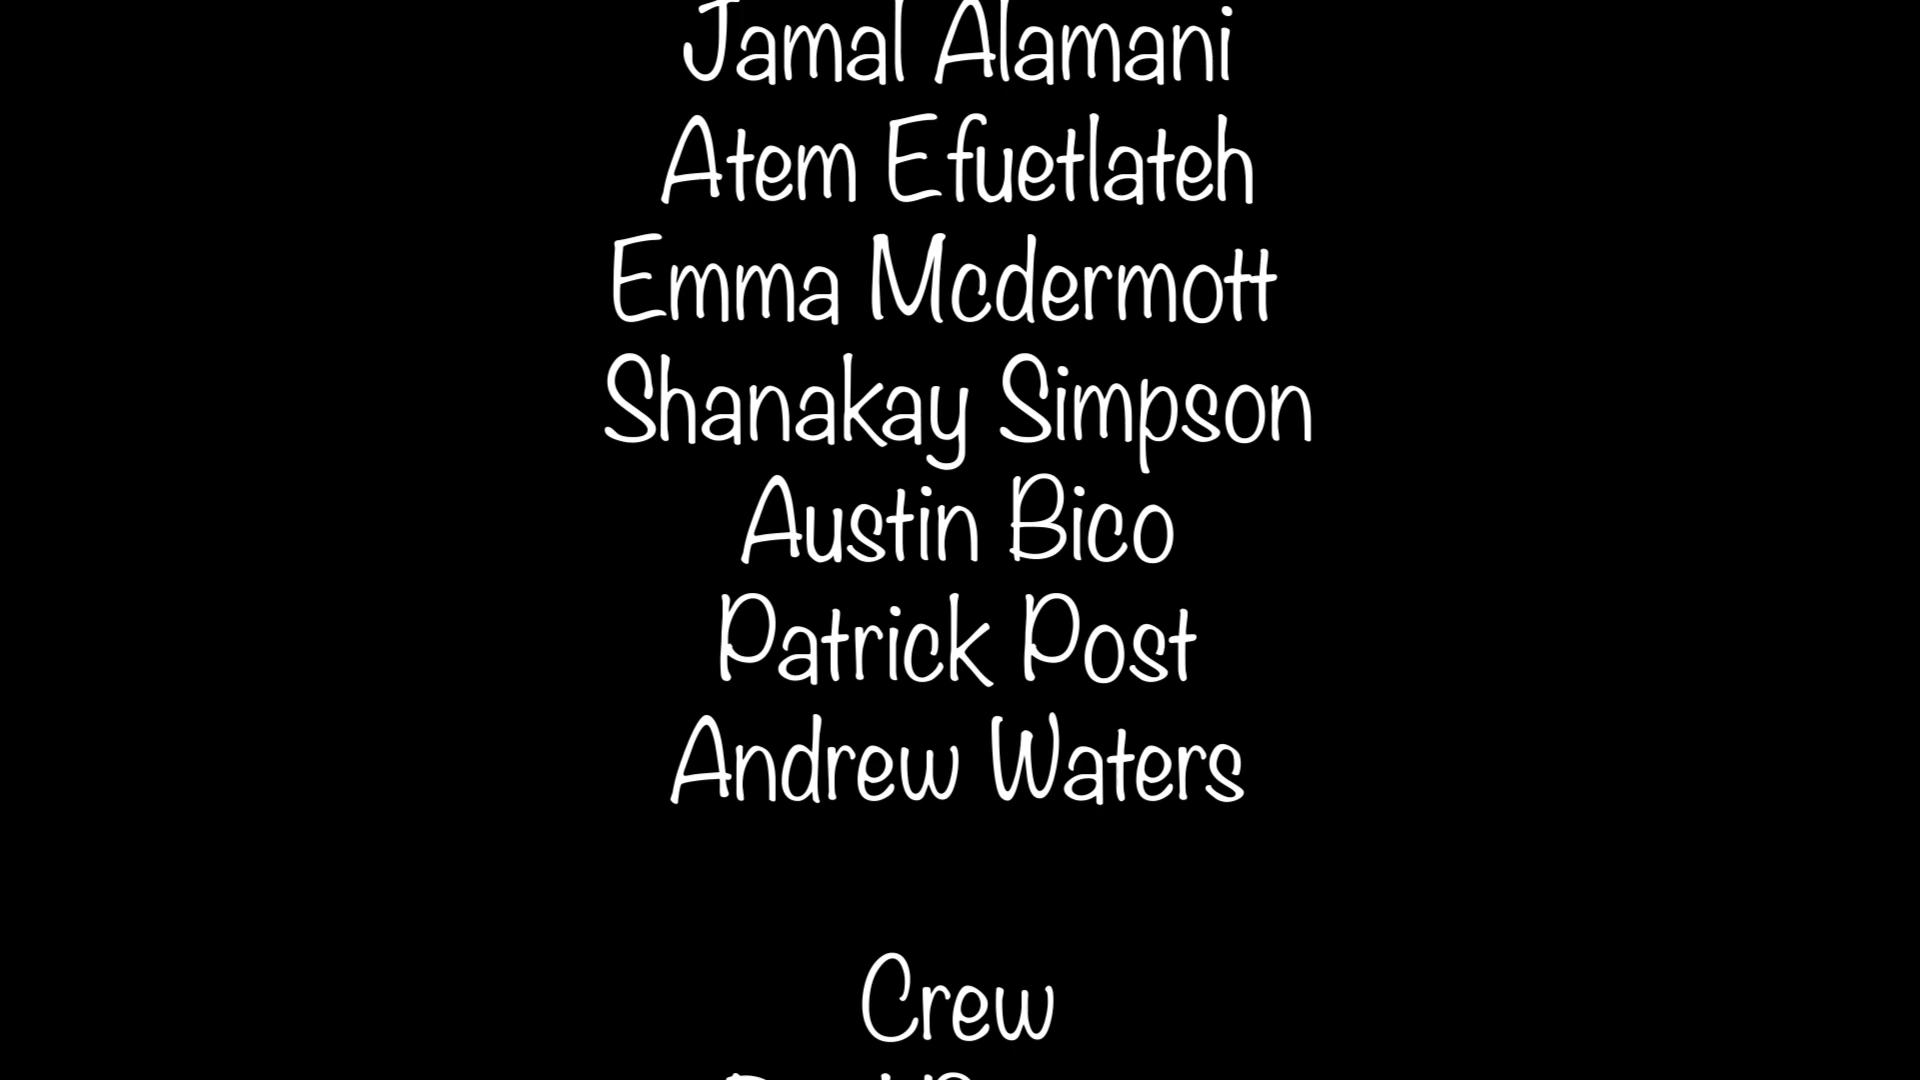 Jamal Alamani
Atem Efuetlateh
Emma Mcdermott
Shanakay Simpson
Austin Bico
Patrick Post
Andrew Waters
Crew